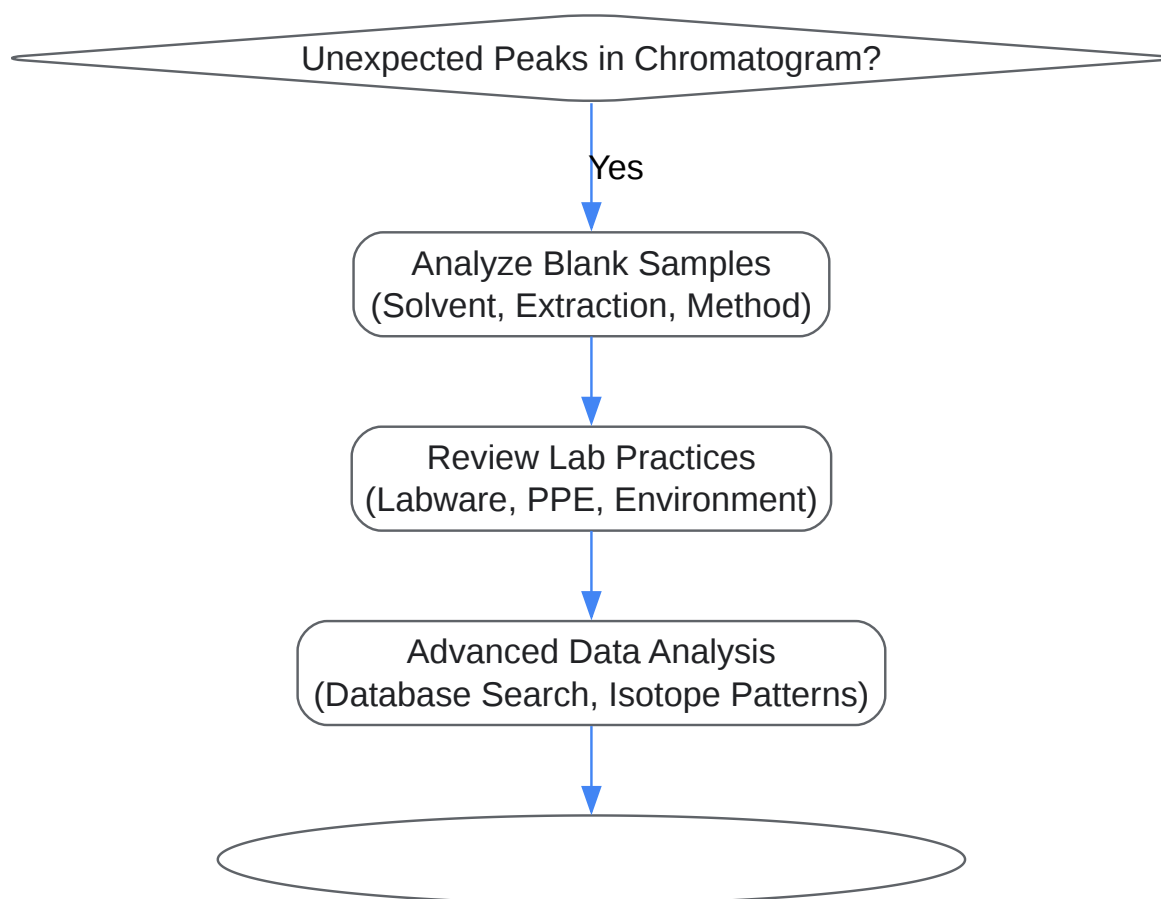 Unexpected Peaks in Chromatogram?
Yes
Analyze Blank Samples
(Solvent, Extraction, Method)
Review Lab Practices
(Labware, PPE, Environment)
Advanced Data Analysis
(Database Search, Isotope Patterns)